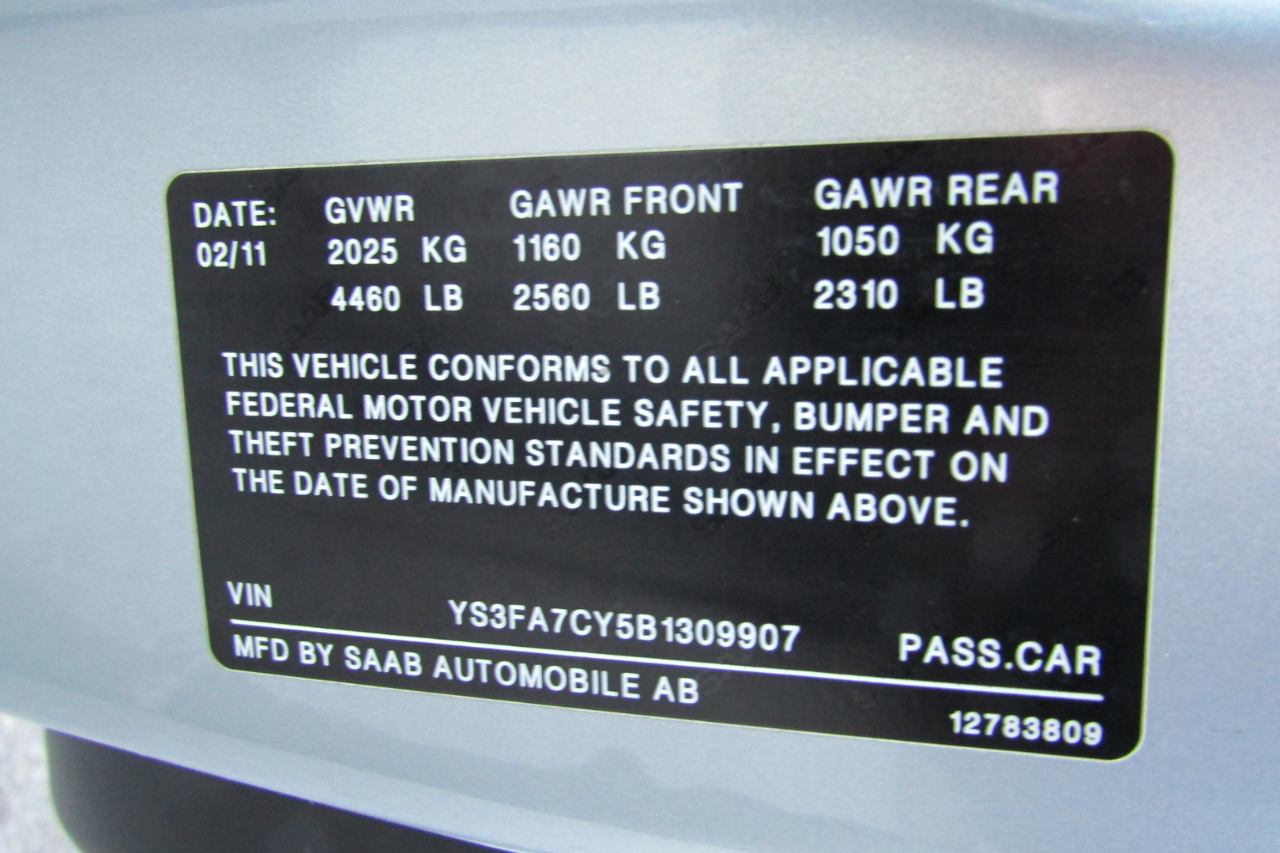 DATE: GVWR GAWR FRONT GAWR REAR
02/11 2025 KG 1160 KG 1050 KG
4460 LB 2560 LB 2310 LB
THIS VEHICLE CONFORMS TO ALL APPLICABLE
FEDERAL MOTOR VEHICLE SAFETY, BUMPER AND
THEFT PREVENTION STANDARDS IN EFFECT ON
THE DATE OF MANUFACTURE SHOWN ABOVE.
VIN YS3FA7CY5B1309907 PASS.CAR
MFD BY SAAB AUTOMOBILE AB
12783809